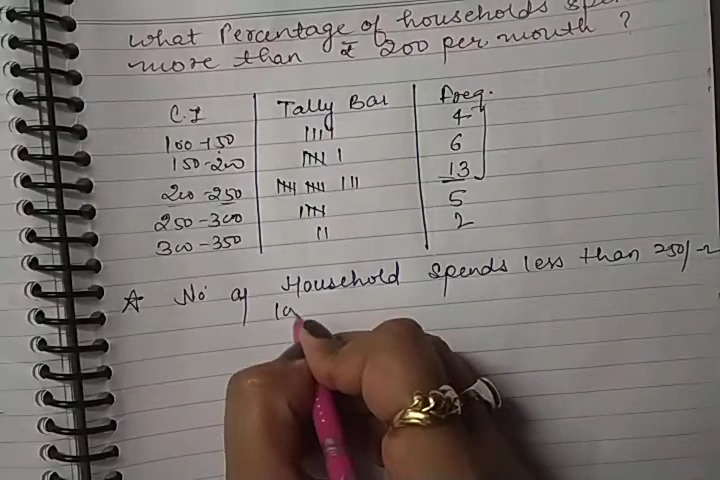 what Percentage of households
more than ₹ 200 per month ?
C.I Tally Bar Freq.
100-150 |||| 4
150-200 |||| | 6
200-250 |||| |||| ||| 13
250-300 |||| 5
300-350 || 2
☆ No of Household spends less than 250/-